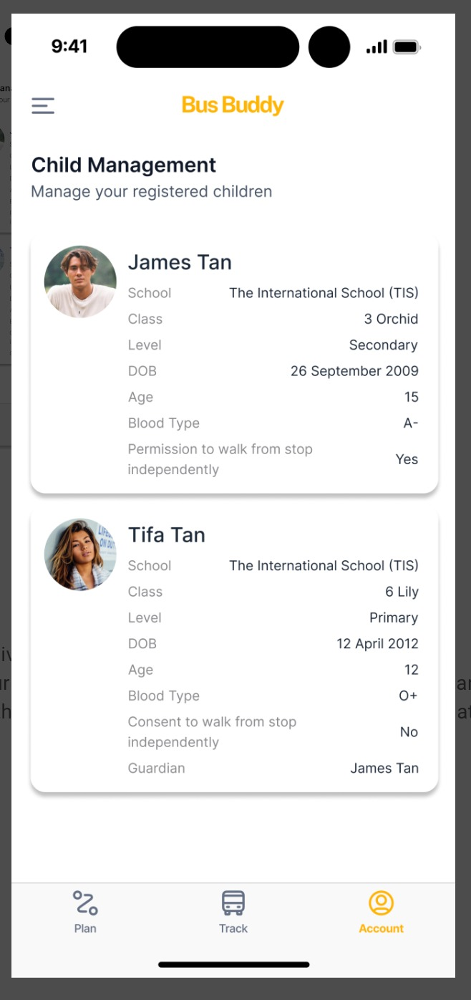 9:41
Bus Buddy
Child Management
Manage your registered children
James Tan
School The International School (TIS)
Class 3 Orchid
Level Secondary
DOB 26 September 2009
Age 15
Blood Type A-
Permission to walk from stop
independently Yes
Tifa Tan
School The International School (TIS)
Class 6 Lily
Level Primary
DOB 12 April 2012
Age 12
Blood Type O+
Consent to walk from stop
independently No
Guardian James Tan
Plan Track Account